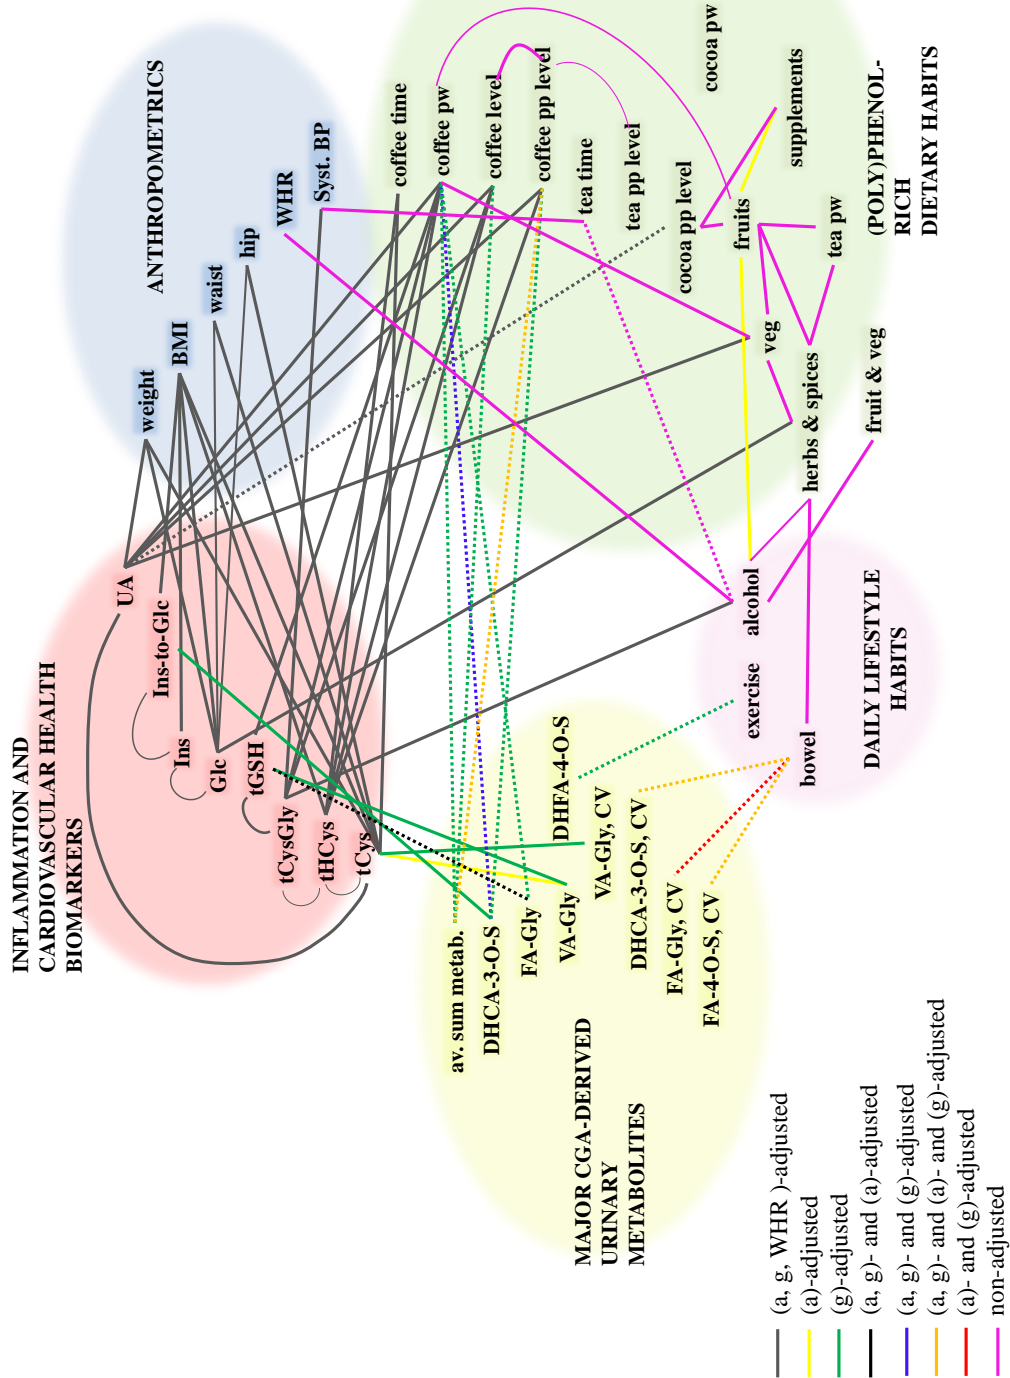 INFLAMMATION AND
CARDIOVASCULAR HEALTH
BIOMARKERS
UA
Ins-to-Glc
Ins
Glc
tGSH
tCysGly
tHCys
tCys
ANTHROPOMETRICS
weight
BMI
waist
hip
WHR
Syst. BP
coffee time
coffee pw
coffee level
coffee pp level
tea time
tea pp level
cocoa pp level
cocoa pw
fruits
supplements
veg
tea pw
herbs & spices
fruit & veg
(POLY)PHENOL-
RICH
DIETARY HABITS
alcohol
exercise
bowel
DAILY LIFESTYLE
HABITS
av. sum metab.
DHCA-3-O-S
FA-Gly
VA-Gly
DHFA-4-O-S
VA-Gly, CV
DHCA-3-O-S, CV
FA-Gly, CV
FA-4-O-S, CV
MAJOR CGA-DERIVED
URINARY
METABOLITES
(a, g, WHR )-adjusted
(a)-adjusted
(g)-adjusted
(a, g)- and (a)-adjusted
(a, g)- and (g)-adjusted
(a, g)- and (a)- and (g)-adjusted
(a)- and (g)-adjusted
non-adjusted